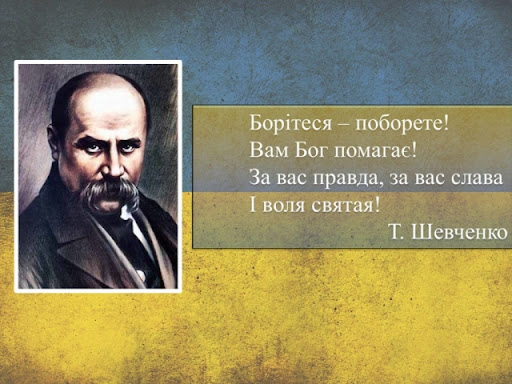 Борітеся – поборете!
Вам Бог помагає!
За вас правда, за вас слава
І воля святая!
Т. Шевченко